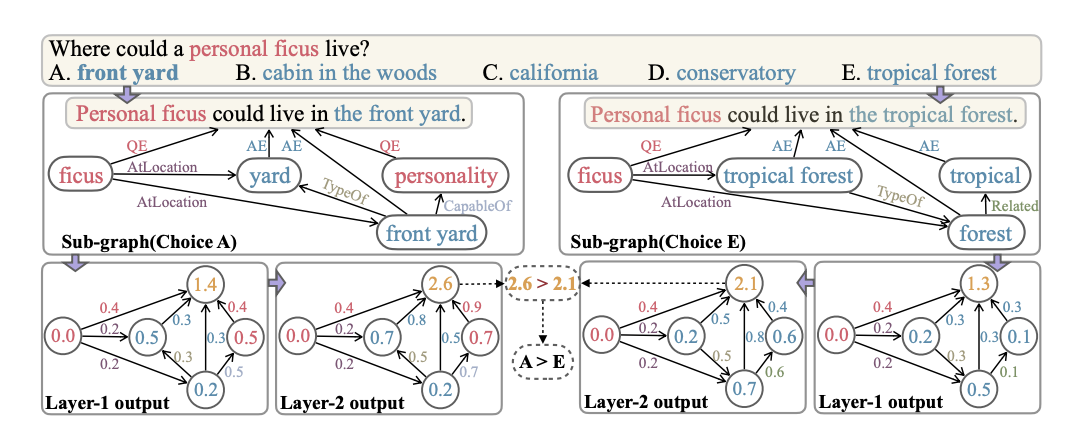 Where could a personal ficus live?
A. front yard B. cabin in the woods C. california D. conservatory E. tropical forest
Personal ficus could live in the front yard.
QE AE AE QE
ficus AtLocation yard personality
AtLocation TypeOf CapableOf
front yard
Sub-graph(Choice A)
Personal ficus could live in the tropical forest.
QE AE AE AE
ficus AtLocation tropical forest tropical
AtLocation TypeOf Related
forest
Sub-graph(Choice E)
1.4
0.4 0.4
0.3
0.0 0.2 0.5 0.3 0.5
0.2 0.3 0.5
0.2
Layer-1 output
2.6
0.4 0.9
0.8
0.0 0.2 0.7 0.5 0.7
0.2 0.5 0.7
0.2
Layer-2 output
2.6 > 2.1
A > E
2.1
0.4 0.4
0.5
0.0 0.2 0.2 0.8 0.6
0.2 0.5 0.6
0.7
Layer-2 output
1.3
0.4 0.3
0.3
0.0 0.2 0.2 0.3 0.1
0.2 0.3 0.1
0.5
Layer-1 output